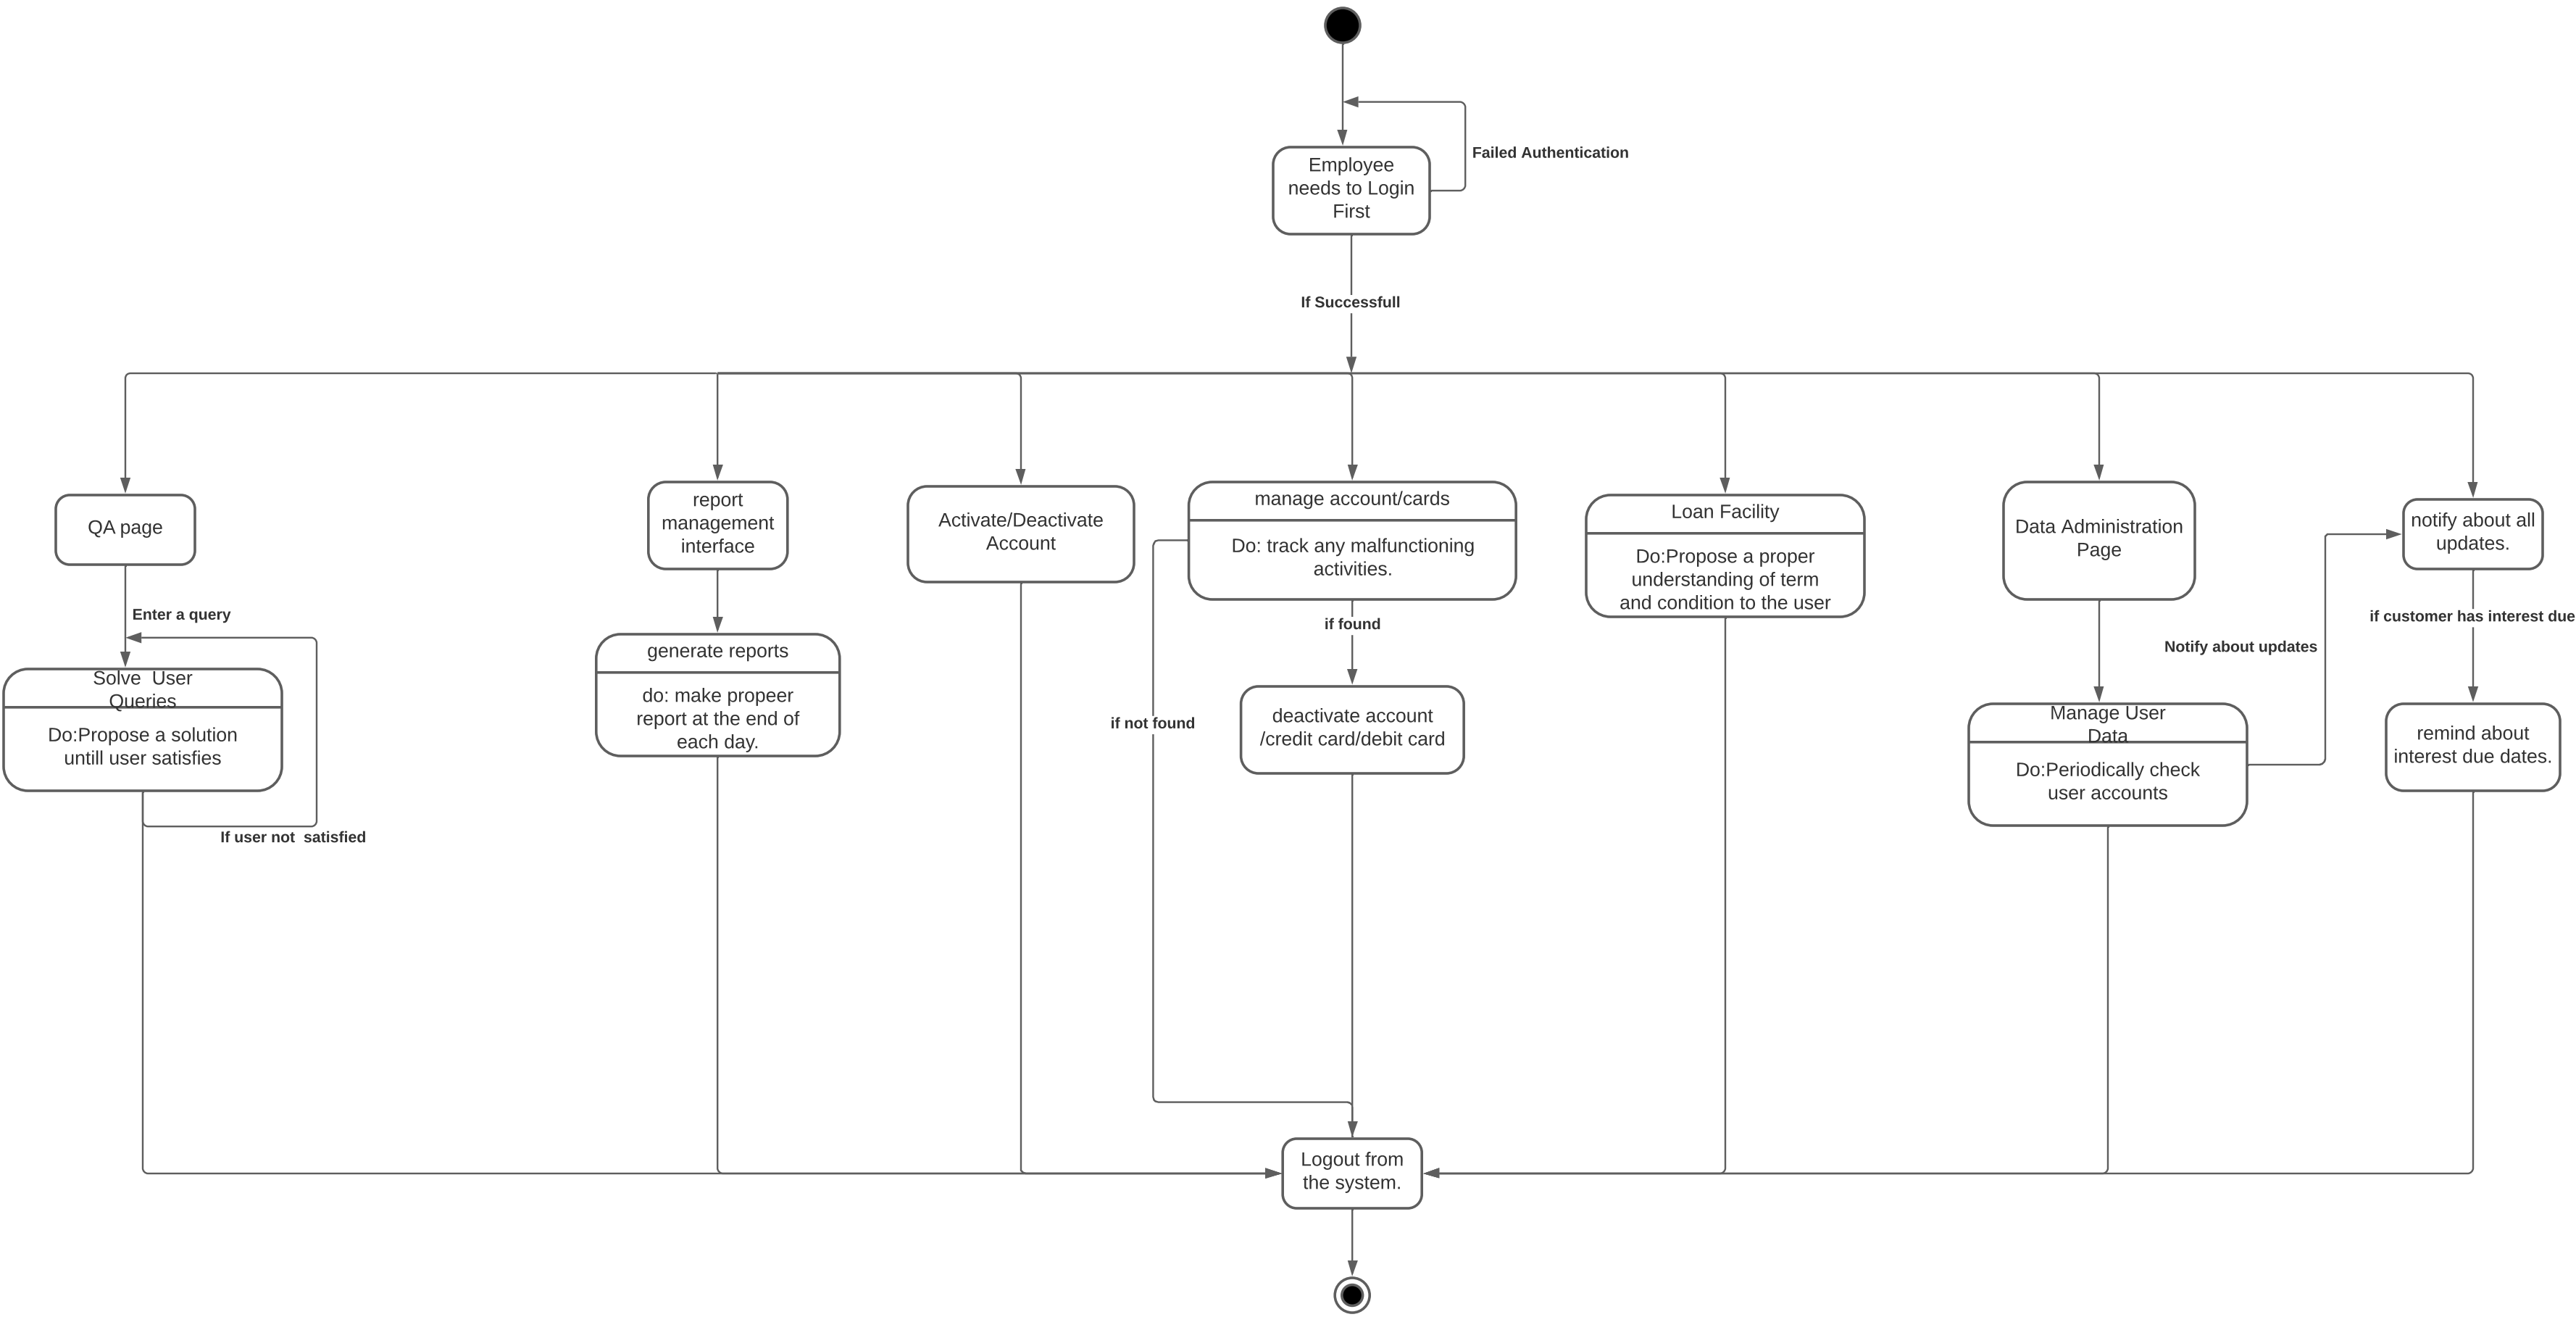 Employee
needs to Login
First
Failed Authentication
If Successfull
QA page
Enter a query
Solve  User
Queries
Do:Propose a solution
untill user satisfies
If user not  satisfied
report
management
interface
generate reports
do: make propeer
report at the end of
each day.
Activate/Deactivate
Account
manage account/cards
Do: track any malfunctioning
activities.
if found
if not found
deactivate account
/credit card/debit card
Loan Facility
Do:Propose a proper
understanding of term
and condition to the user
Data Administration
Page
Manage User
Data
Do:Periodically check
user accounts
Notify about updates
notify about all
updates.
if customer has interest due
remind about
interest due dates.
Logout from
the system.